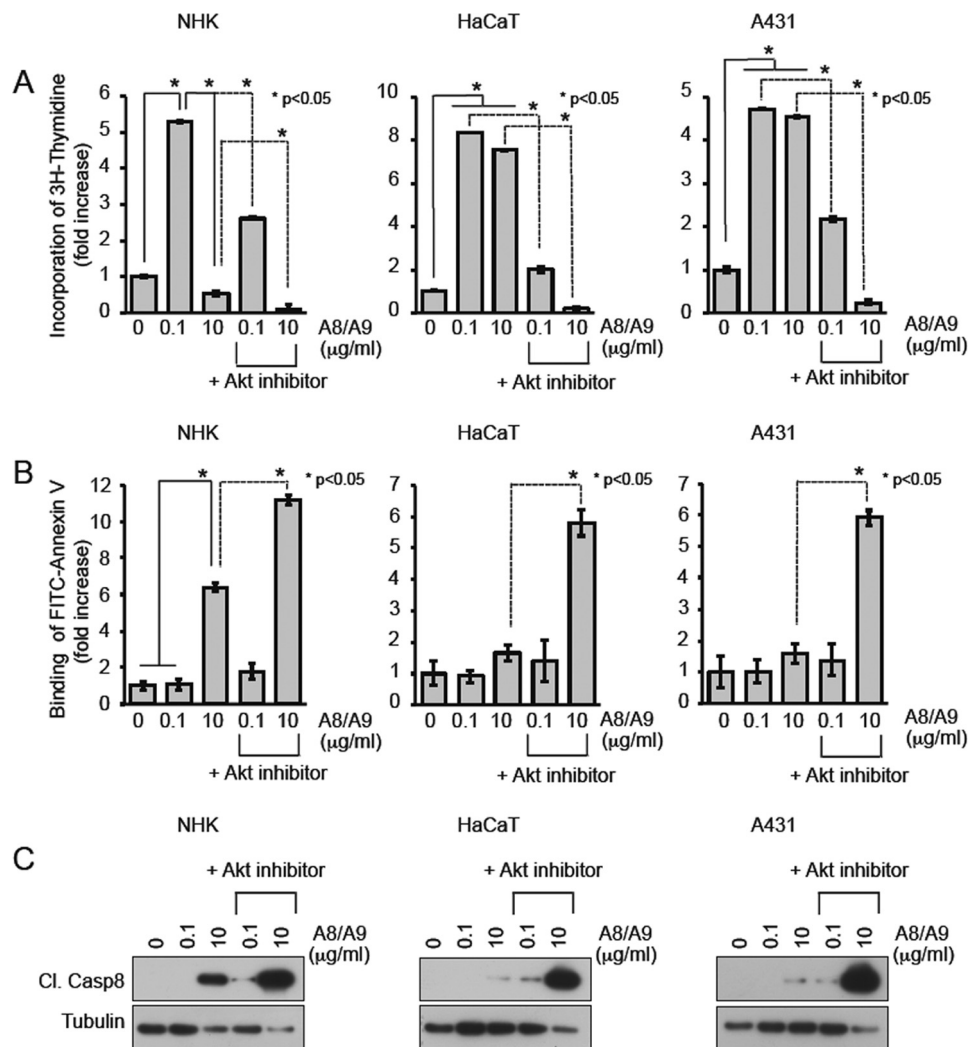 NHK HaCaT A431
A
Incorporation of 3H-Thymidine
(fold increase)
6
5
4
3
2
1
0
* * * *
* p<0.05
0 0.1 10 0.1 10 A8/A9
(µg/ml)
+ Akt inhibitor
10
8
6
4
2
0
* * *
* p<0.05
0 0.1 10 0.1 10 A8/A9
(µg/ml)
+ Akt inhibitor
5
4
3
2
1
0
* * *
* p<0.05
0 0.1 10 0.1 10 A8/A9
(µg/ml)
+ Akt inhibitor
NHK HaCaT A431
B
Binding of FITC-Annexin V
(fold increase)
12
10
8
6
4
2
0
* *
* p<0.05
0 0.1 10 0.1 10 A8/A9
(µg/ml)
+ Akt inhibitor
7
6
5
4
3
2
1
0
*
* p<0.05
0 0.1 10 0.1 10 A8/A9
(µg/ml)
+ Akt inhibitor
7
6
5
4
3
2
1
0
*
* p<0.05
0 0.1 10 0.1 10 A8/A9
(µg/ml)
+ Akt inhibitor
NHK HaCaT A431
C
+ Akt inhibitor + Akt inhibitor + Akt inhibitor
0 0.1 10 0.1 10 A8/A9
(µg/ml)
0 0.1 10 0.1 10 A8/A9
(µg/ml)
0 0.1 10 0.1 10 A8/A9
(µg/ml)
Cl. Casp8
Tubulin